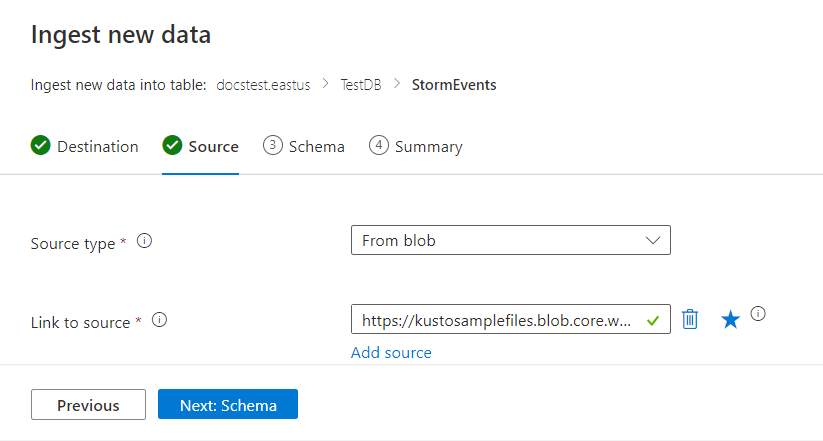 Ingest new data
Ingest new data into table: docstest.eastus > TestDB > StormEvents
Destination Source 3 Schema 4 Summary
Source type * From blob
Link to source * https://kustosamplefiles.blob.core.w...
Add source
Previous Next: Schema